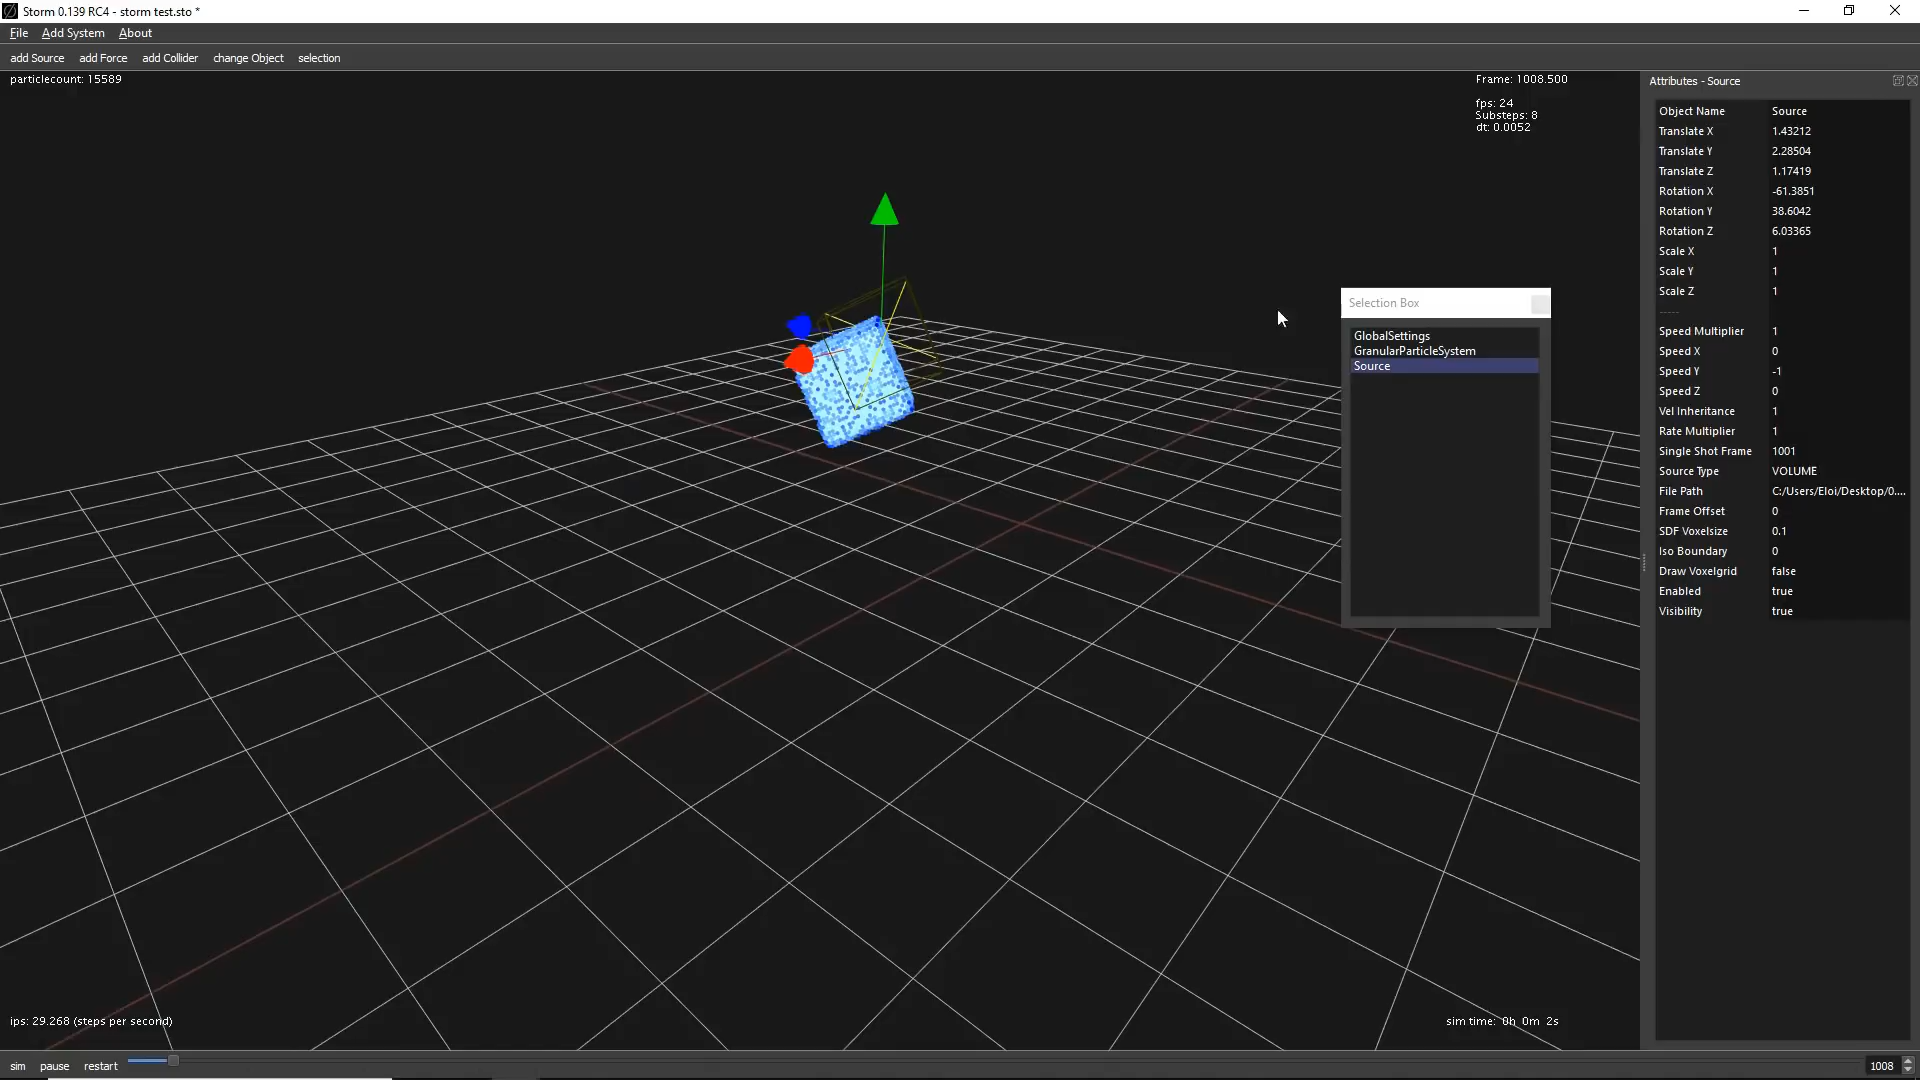 Storm 0.139 RC4 - storm test.sto *
File Add System About
add Source add Force add Collider change Object selection
particlecount: 15589
Frame: 1008.500
fps: 24
Substeps: 8
dt: 0.0052
Selection Box
GlobalSettings
GranularParticleSystem
Source
Attributes - Source
Object Name Source
Translate X 1.43212
Translate Y 2.28504
Translate Z 1.17419
Rotation X -61.3851
Rotation Y 38.6042
Rotation Z 6.03365
Scale X 1
Scale Y 1
Scale Z 1
-----
Speed Multiplier 1
Speed X 0
Speed Y -1
Speed Z 0
Vel Inheritance 1
Rate Multiplier 1
Single Shot Frame 1001
Source Type VOLUME
File Path C:/Users/Eloi/Desktop/0....
Frame Offset 0
SDF Voxelsize 0.1
Iso Boundary 0
Draw Voxelgrid false
Enabled true
Visibility true
ips: 29.268 (steps per second)
sim time: 0h 0m 2s
sim pause restart
1008